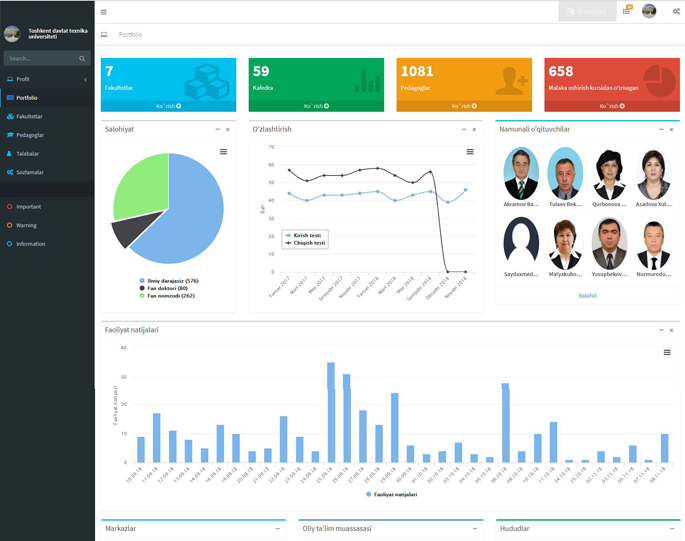 Toshkent davlat texnika
universiteti
Search...
Profil
Portfolio
Fakultetlar
Pedagoglar
Talabalar
Sozlamalar
Important
Warning
Information
Portfolio
7
Fakultetlar
Ko`rish
59
Kafedra
Ko`rish
1081
Pedagoglar
Ko`rish
658
Malaka oshirish kursidan o'tmagan
Ko`rish
Salohiyat
Ilmiy darajasiz (576)
Fan doktori (80)
Fan nomzodi (262)
O'zlashtirish
70
60
50
40
30
20
10
0
Bali
Kirish testi
Chiqish testi
Yanvar 2017
Mart 2017
May 2017
Sentyabr 2017
Noyabr 2017
Yanvar 2018
Mart 2018
May 2018
Sentyabr 2018
Oktyabr 2018
Noyabr 2018
Namunali o'qituvchilar
Akramov Ba...
Tulaev Bek...
Qurbonova ...
Asadova Xul...
Saydaxmed...
Matyakubo...
Yusupbekov...
Nurmurodo...
Batafsil
Faoliyat natijalari
40
30
20
10
0
Faoliyat natijalari
10.09.18
11.09.18
12.09.18
13.09.18
14.09.18
15.09.18
19.09.18
20.09.18
21.09.18
22.09.18
23.09.18
24.09.18
25.09.18
26.09.18
27.09.18
28.09.18
29.09.18
30.09.18
01.10.18
02.10.18
03.10.18
04.10.18
05.10.18
06.10.18
07.10.18
10.10.18
14.10.18
24.10.18
21.10.18
02.11.18
04.11.18
05.11.18
06.11.18
07.11.18
08.11.18
Faoliyat natijalari
Markazlar
Oliy ta'lim muassasasi
Hududlar